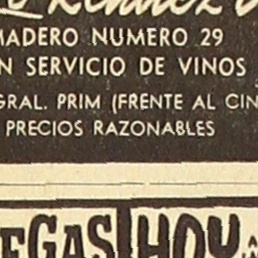 MADERO NUMERO 29
N SERVICIO DE VINOS
GRAL. PRIM (FRENTE AL CIN
PRECIOS RAZONABLES
EGAS HOY